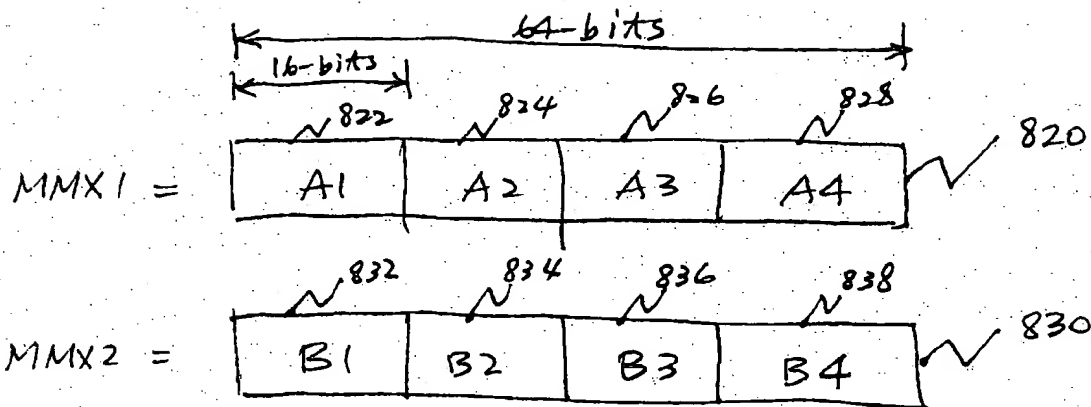 64-bits
16-bits
822 824 826 828
820
MMX1 = A1 A2 A3 A4
832 834 836 838
830
MMX2 = B1 B2 B3 B4